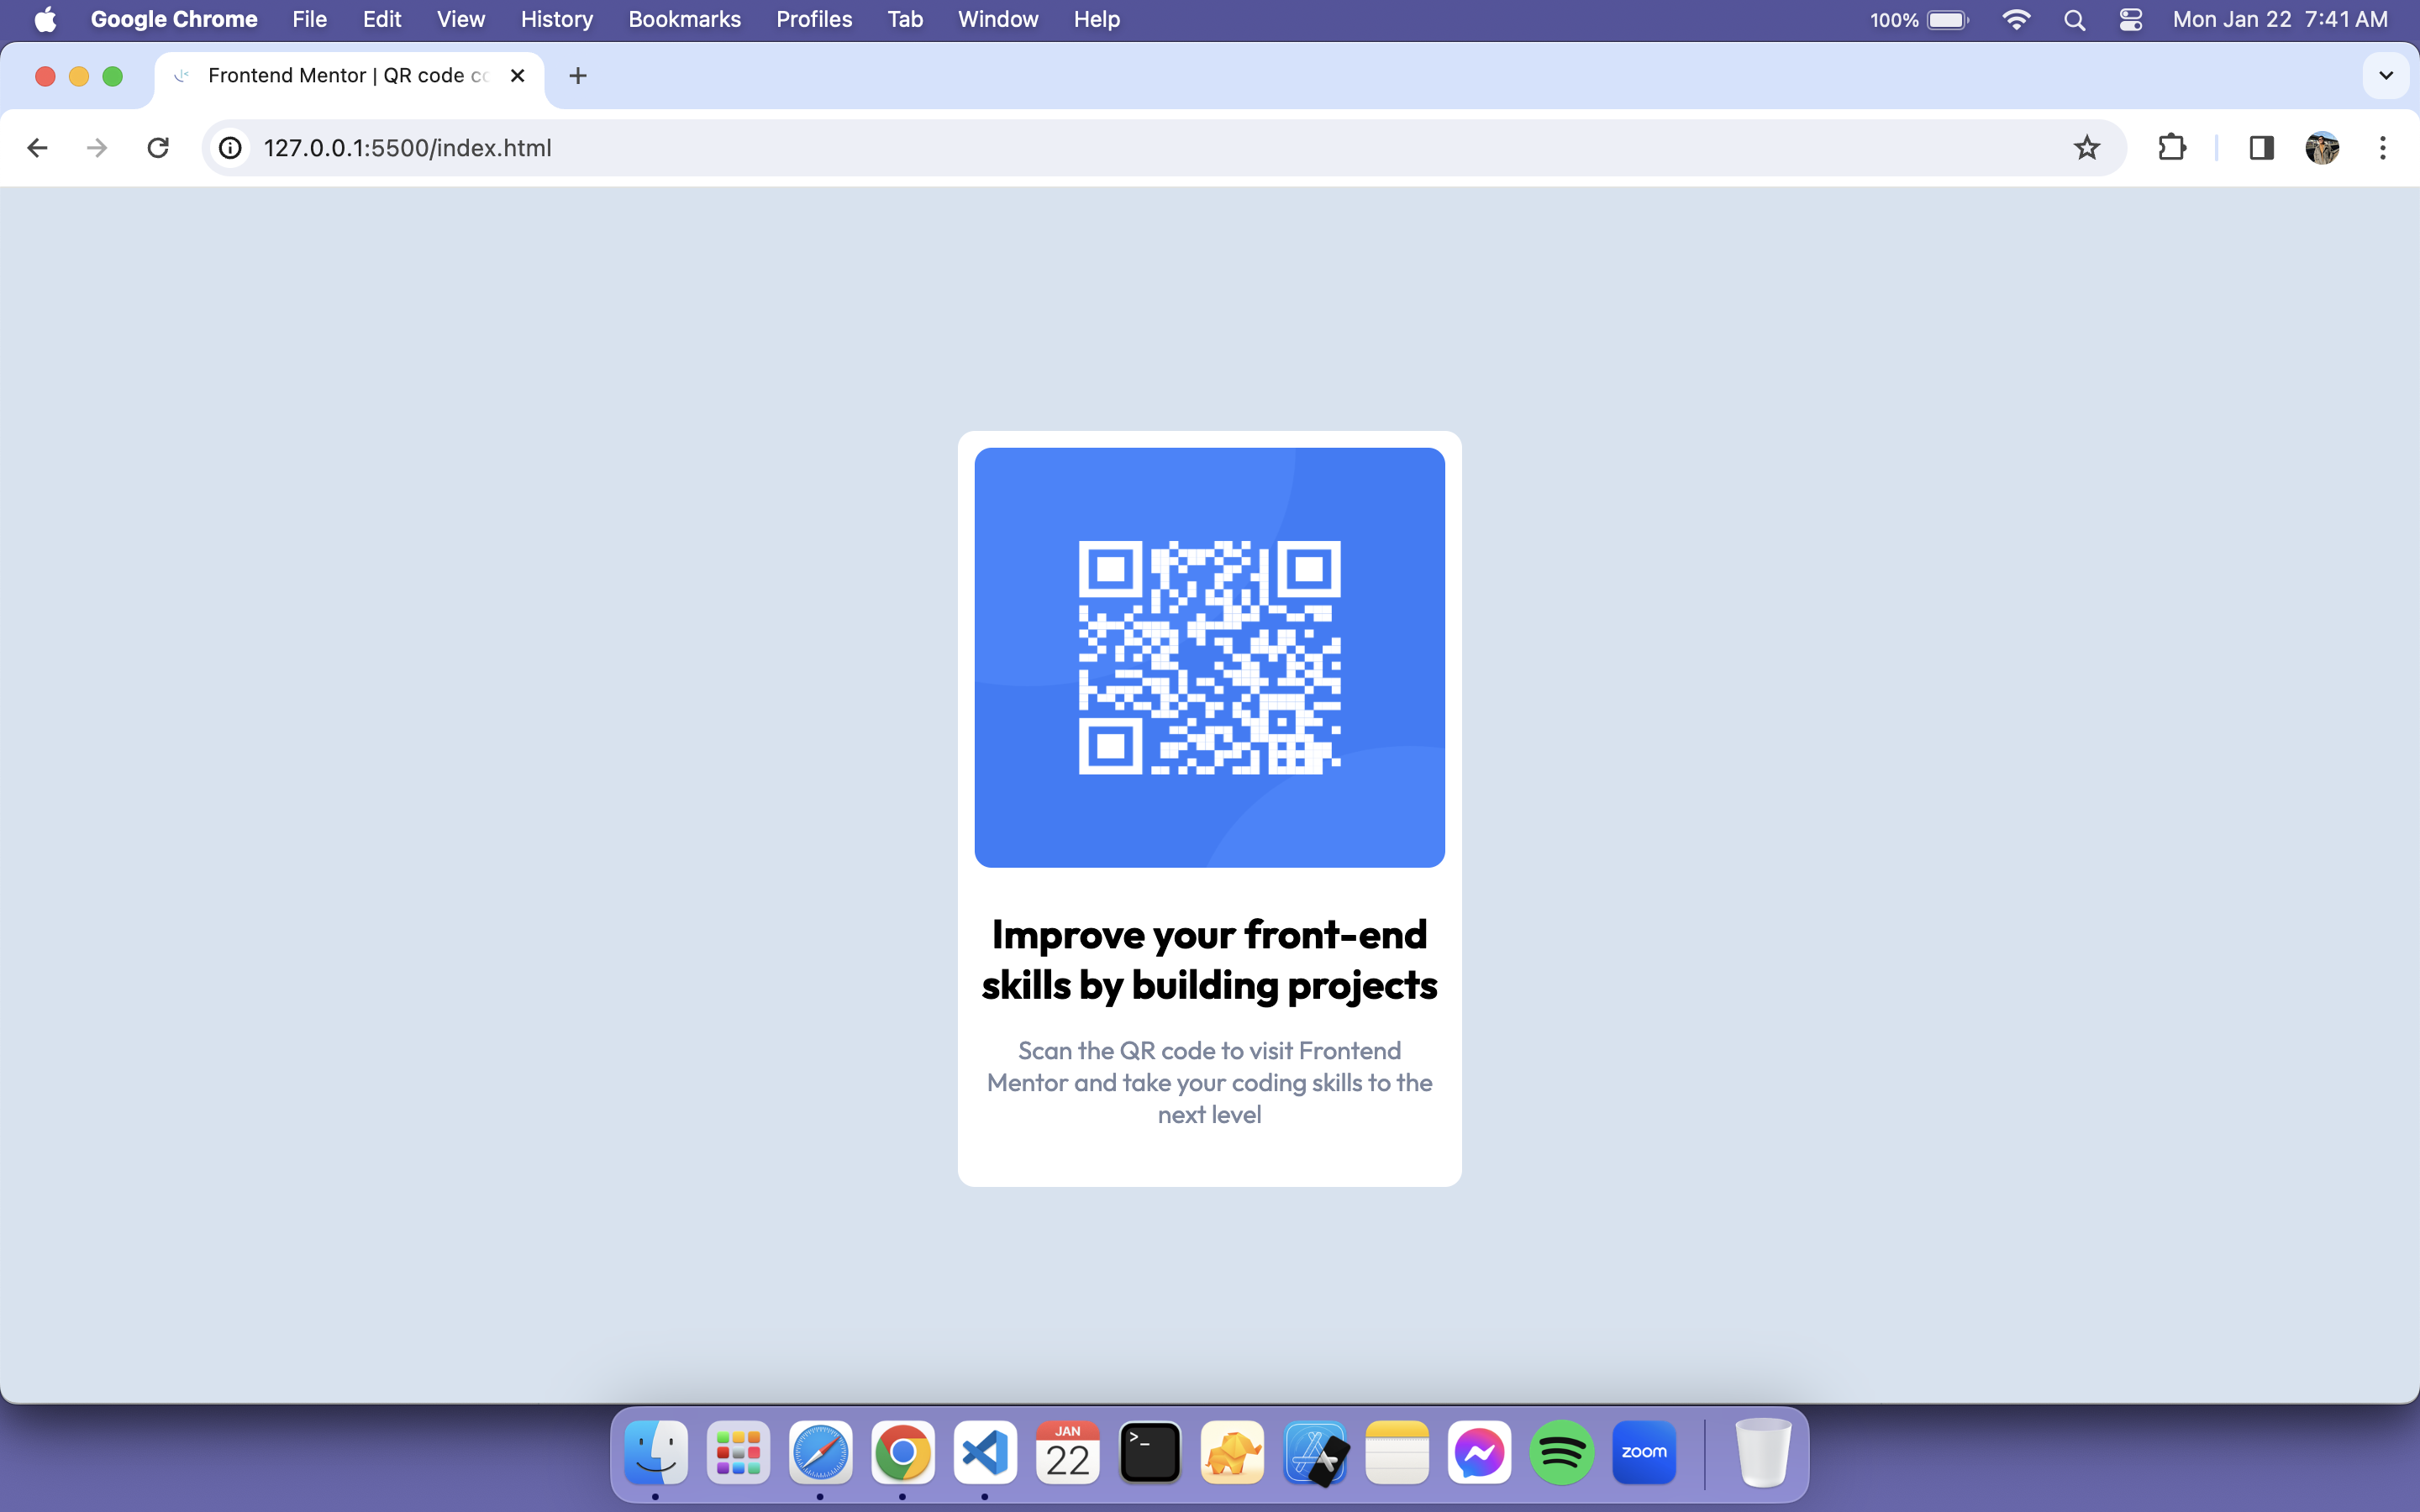 Google Chrome File Edit View History Bookmarks Profiles Tab Window Help 100% Mon Jan 22 7:41 AM
Frontend Mentor | QR code
127.0.0.1:5500/index.html
Improve your front-end
skills by building projects
Scan the QR code to visit Frontend
Mentor and take your coding skills to the
next level
JAN
22
>_
zoom